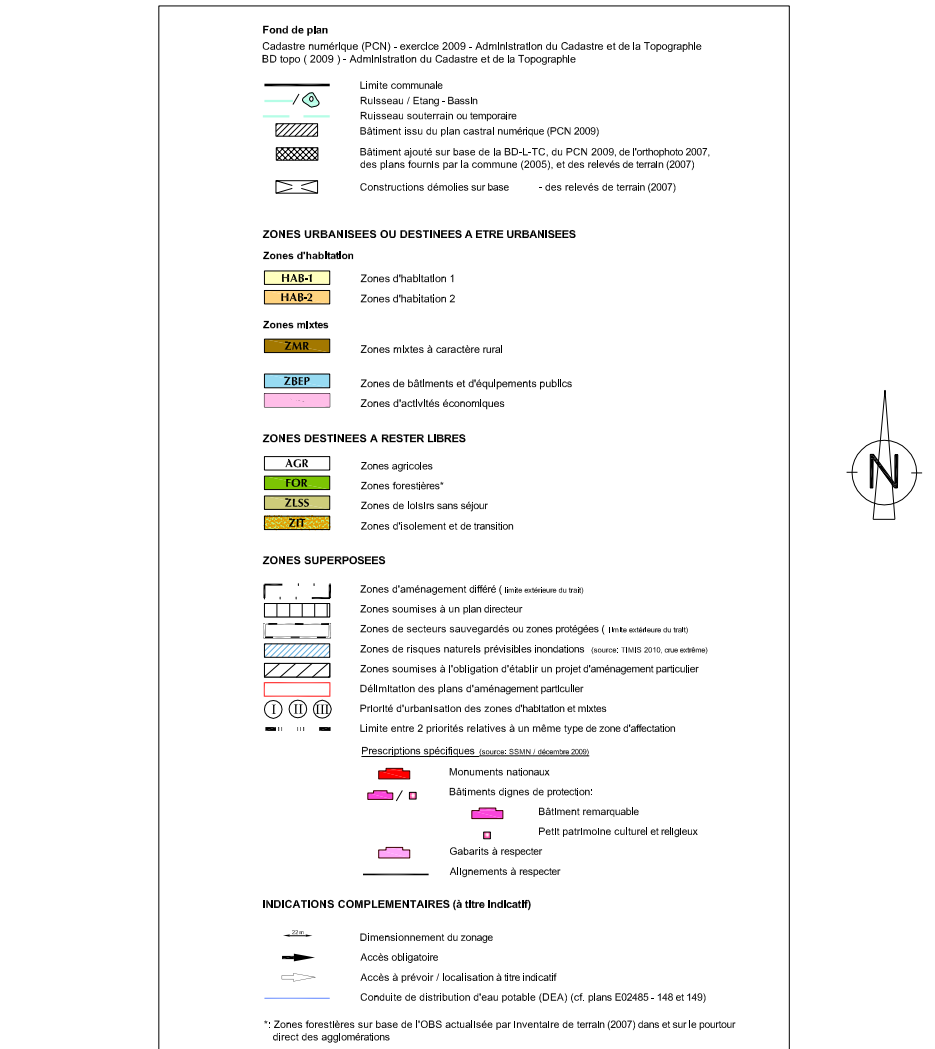 Fond de plan
Cadastre numérique (PCN) - exercice 2009 - Administration du Cadastre et de la Topographie
BD topo ( 2009 ) - Administration du Cadastre et de la Topographie
Limite communale
/ Ruisseau / Etang - Bassin
Ruisseau souterrain ou temporaire
Bâtiment issu du plan castral numérique (PCN 2009)
Bâtiment ajouté sur base de la BD-L-TC, du PCN 2009, de l'orthophoto 2007,
des plans fournis par la commune (2005), et des relevés de terrain (2007)
Constructions démolies sur base - des relevés de terrain (2007)
ZONES URBANISEES OU DESTINEES A ETRE URBANISEES
Zones d'habitation
HAB-1 Zones d'habitation 1
HAB-2 Zones d'habitation 2
Zones mixtes
ZMR Zones mixtes à caractère rural
ZBEP Zones de bâtiments et d'équipements publics
Zones d'activités économiques
ZONES DESTINEES A RESTER LIBRES
AGR Zones agricoles
FOR Zones forestières*
ZLSS Zones de loisirs sans séjour
ZIT Zones d'isolement et de transition
N
ZONES SUPERPOSEES
Zones d'aménagement différé ( limite extérieure du trait)
Zones soumises à un plan directeur
Zones de secteurs sauvegardés ou zones protégées ( limite extérieure du trait)
Zones de risques naturels prévisibles inondations (source: TIMIS 2010, crue extrême)
Zones soumises à l'obligation d'établir un projet d'aménagement particulier
Délimitation des plans d'aménagement particulier
I II III Priorité d'urbanisation des zones d'habitation et mixtes
Limite entre 2 priorités relatives à un même type de zone d'affectation
Prescriptions spécifiques (source: SSMN / décembre 2009)
Monuments nationaux
/ Bâtiments dignes de protection:
Bâtiment remarquable
Petit patrimoine culturel et religieux
Gabarits à respecter
Alignements à respecter
INDICATIONS COMPLEMENTAIRES (à titre indicatif)
22 m Dimensionnement du zonage
Accès obligatoire
Accès à prévoir / localisation à titre indicatif
Conduite de distribution d'eau potable (DEA) (cf. plans E02485 - 148 et 149)
*: Zones forestières sur base de l'OBS actualisée par inventaire de terrain (2007) dans et sur le pourtour
direct des agglomérations